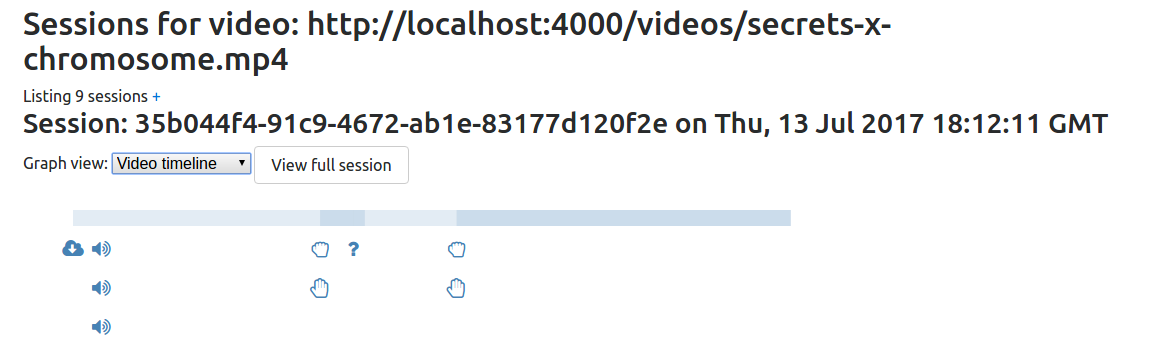 Sessions for video: http://localhost:4000/videos/secrets-x-
chromosome.mp4
Listing 9 sessions +
Session: 35b044f4-91c9-4672-ab1e-83177d120f2e on Thu, 13 Jul 2017 18:12:11 GMT
Graph view: Video timeline View full session
?